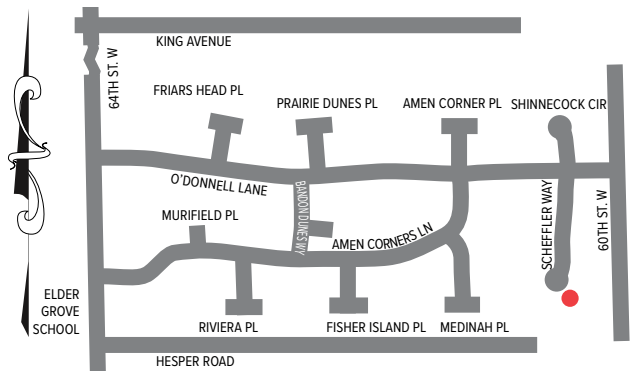 KING AVENUE
64TH ST. W
FRIARS HEAD PL
PRAIRIE DUNES PL
AMEN CORNER PL
SHINNECOCK CIR
O'DONNELL LANE
BANDON DUNES WY
MURIFIELD PL
AMEN CORNERS LN
SCHEFFLER WAY
60TH ST. W
ELDER
GROVE
SCHOOL
RIVIERA PL
FISHER ISLAND PL
MEDINAH PL
HESPER ROAD